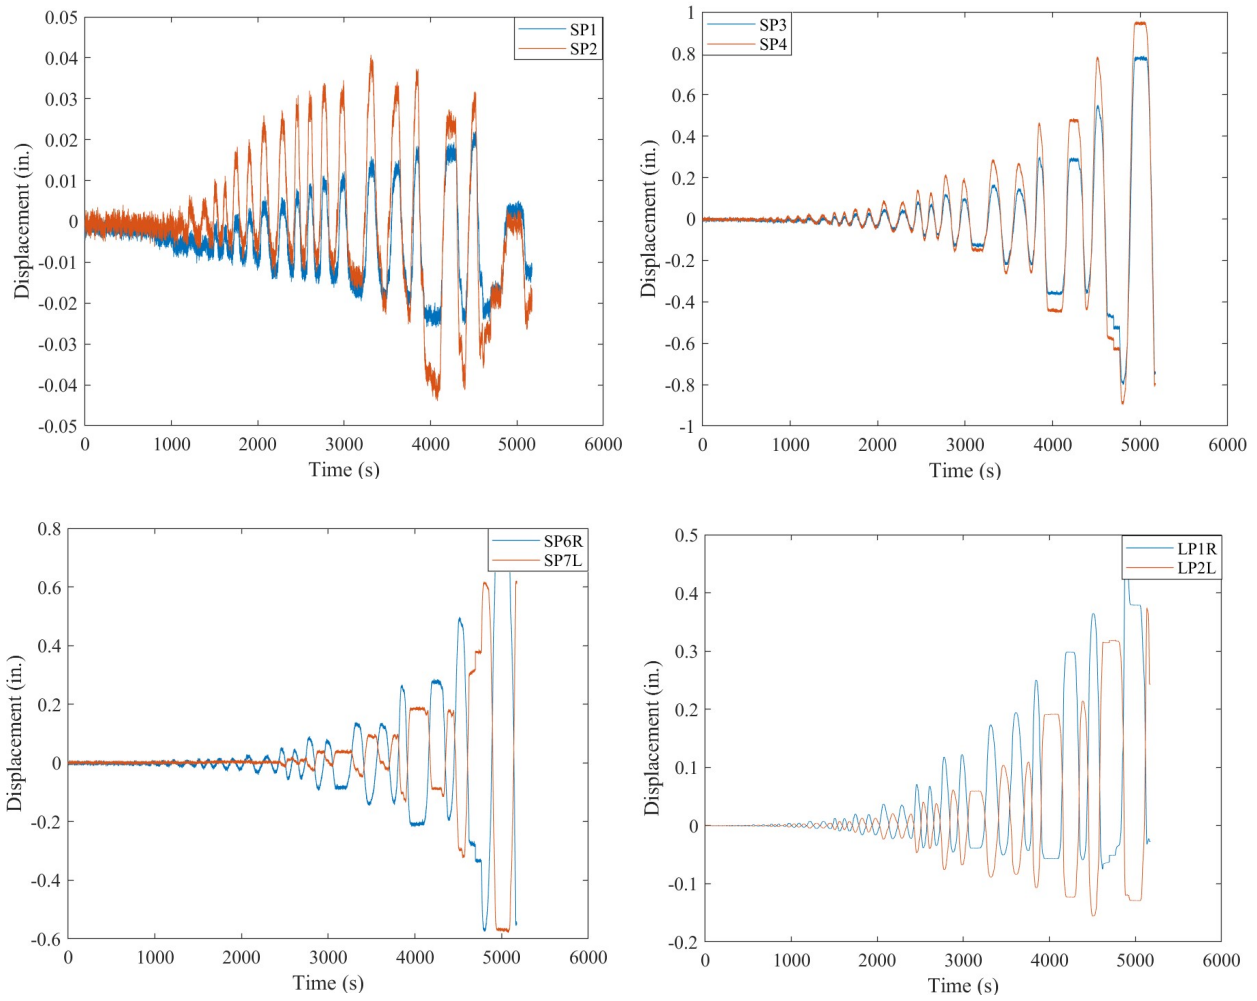 0.05
0.04
0.03
0.02
0.01
0
-0.01
-0.02
-0.03
-0.04
-0.05
0 1000 2000 3000 4000 5000 6000
Time (s)
Displacement (in.)
SP1
SP2
1
0.8
0.6
0.4
0.2
0
-0.2
-0.4
-0.6
-0.8
-1
0 1000 2000 3000 4000 5000 6000
Time (s)
Displacement (in.)
SP3
SP4
0.8
0.6
0.4
0.2
0
-0.2
-0.4
-0.6
0 1000 2000 3000 4000 5000 6000
Time (s)
Displacement (in.)
SP6R
SP7L
0.5
0.4
0.3
0.2
0.1
0
-0.1
-0.2
0 1000 2000 3000 4000 5000 6000
Time (s)
Displacement (in.)
LP1R
LP2L